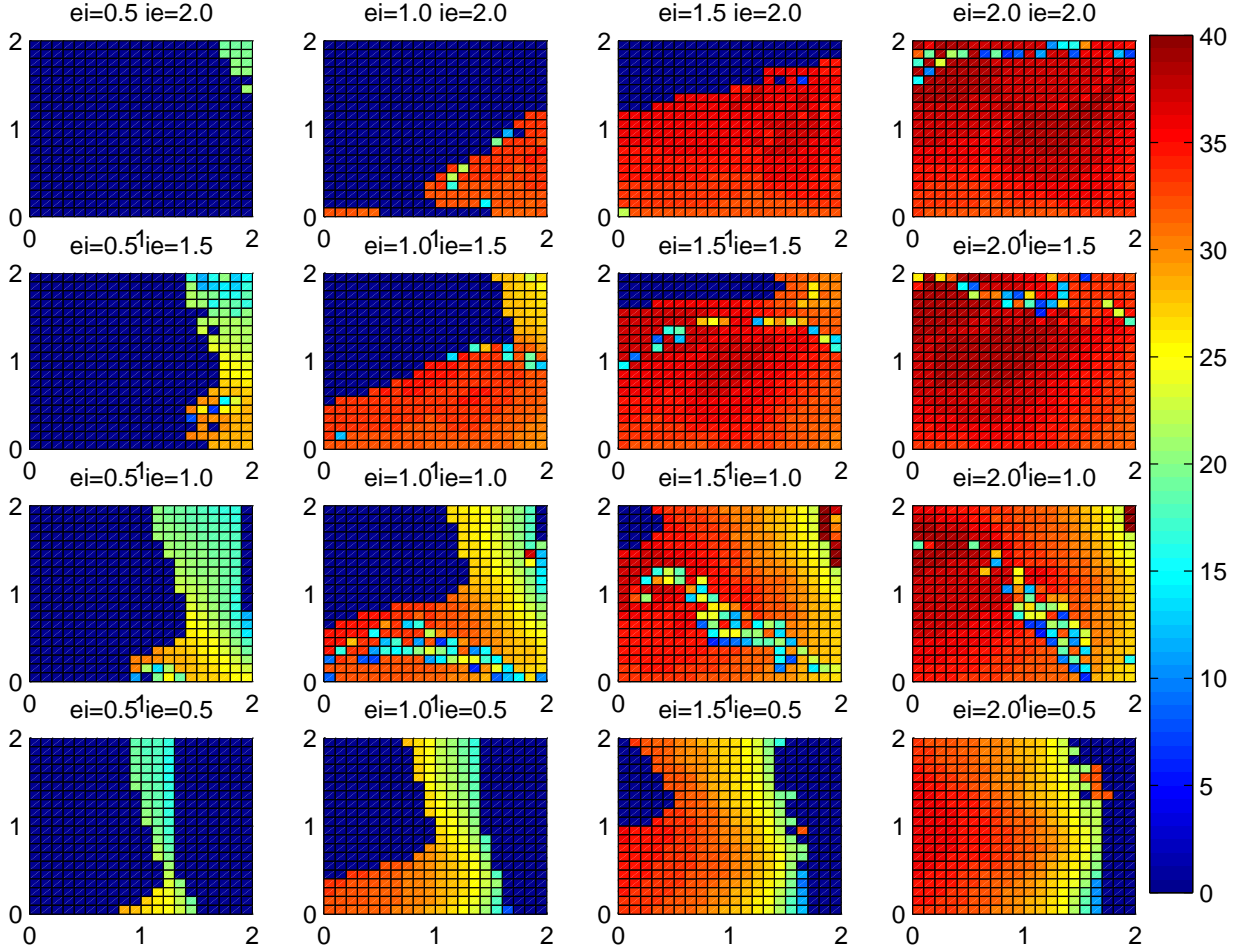 ei=0.5 ie=2.0 ei=1.0 ie=2.0 ei=1.5 ie=2.0 ei=2.0 ie=2.0
40
2 2 2 2
35
1 1 1 1
0 0 0 0
30
0 1 2 0 1 2 0 1 2 0 1 2
ei=0.5 ie=1.5 ei=1.0 ie=1.5 ei=1.5 ie=1.5 ei=2.0 ie=1.5
2 2 2 2
25
1 1 1 1
20
0 0 0 0
0 1 2 0 1 2 0 1 2 0 1 2
ei=0.5 ie=1.0 ei=1.0 ie=1.0 ei=1.5 ie=1.0 ei=2.0 ie=1.0
2 2 2 2
15
1 1 1 1
10
0 0 0 0
0 1 2 0 1 2 0 1 2 0 1 2
ei=0.5 ie=0.5 ei=1.0 ie=0.5 ei=1.5 ie=0.5 ei=2.0 ie=0.5
2 2 2 2
5
1 1 1 1
0 0 0 0 0
0 1 2 0 1 2 0 1 2 0 1 2